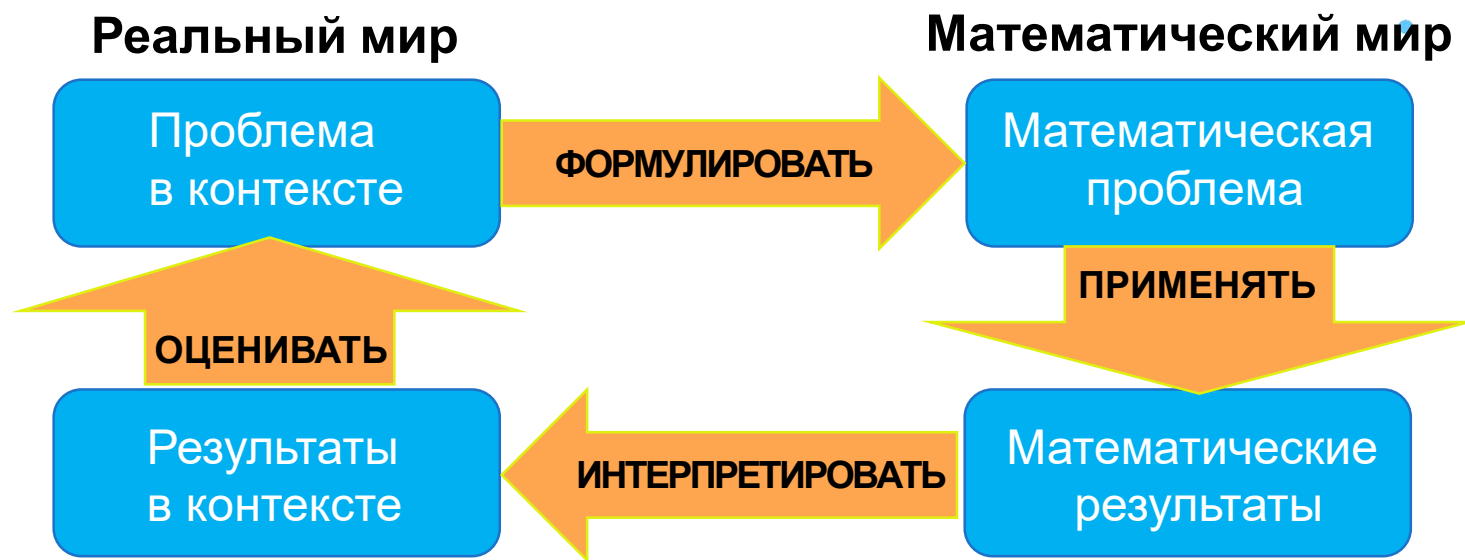 Реальный мир
Математический мир
Проблема
в контексте
ФОРМУЛИРОВАТЬ
Математическая
проблема
ПРИМЕНЯТЬ
ОЦЕНИВАТЬ
Результаты
в контексте
ИНТЕРПРЕТИРОВАТЬ
Математические
результаты